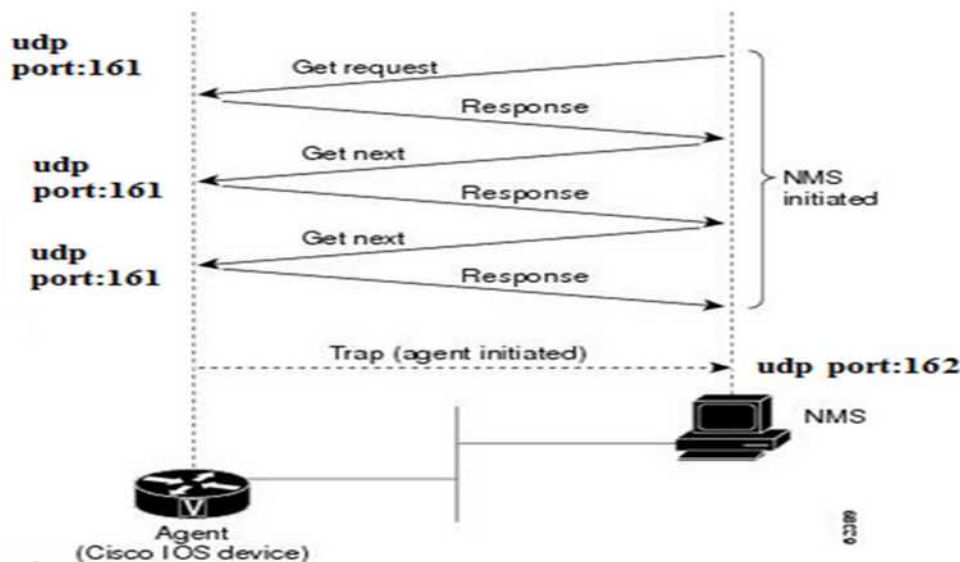 udp
port:161
Get request
Response
udp
port:161
Get next
Response
NMS
initiated
udp
port:161
Get next
Response
Trap (agent initiated)
udp port:162
NMS
V
Agent
(Cisco IOS device)